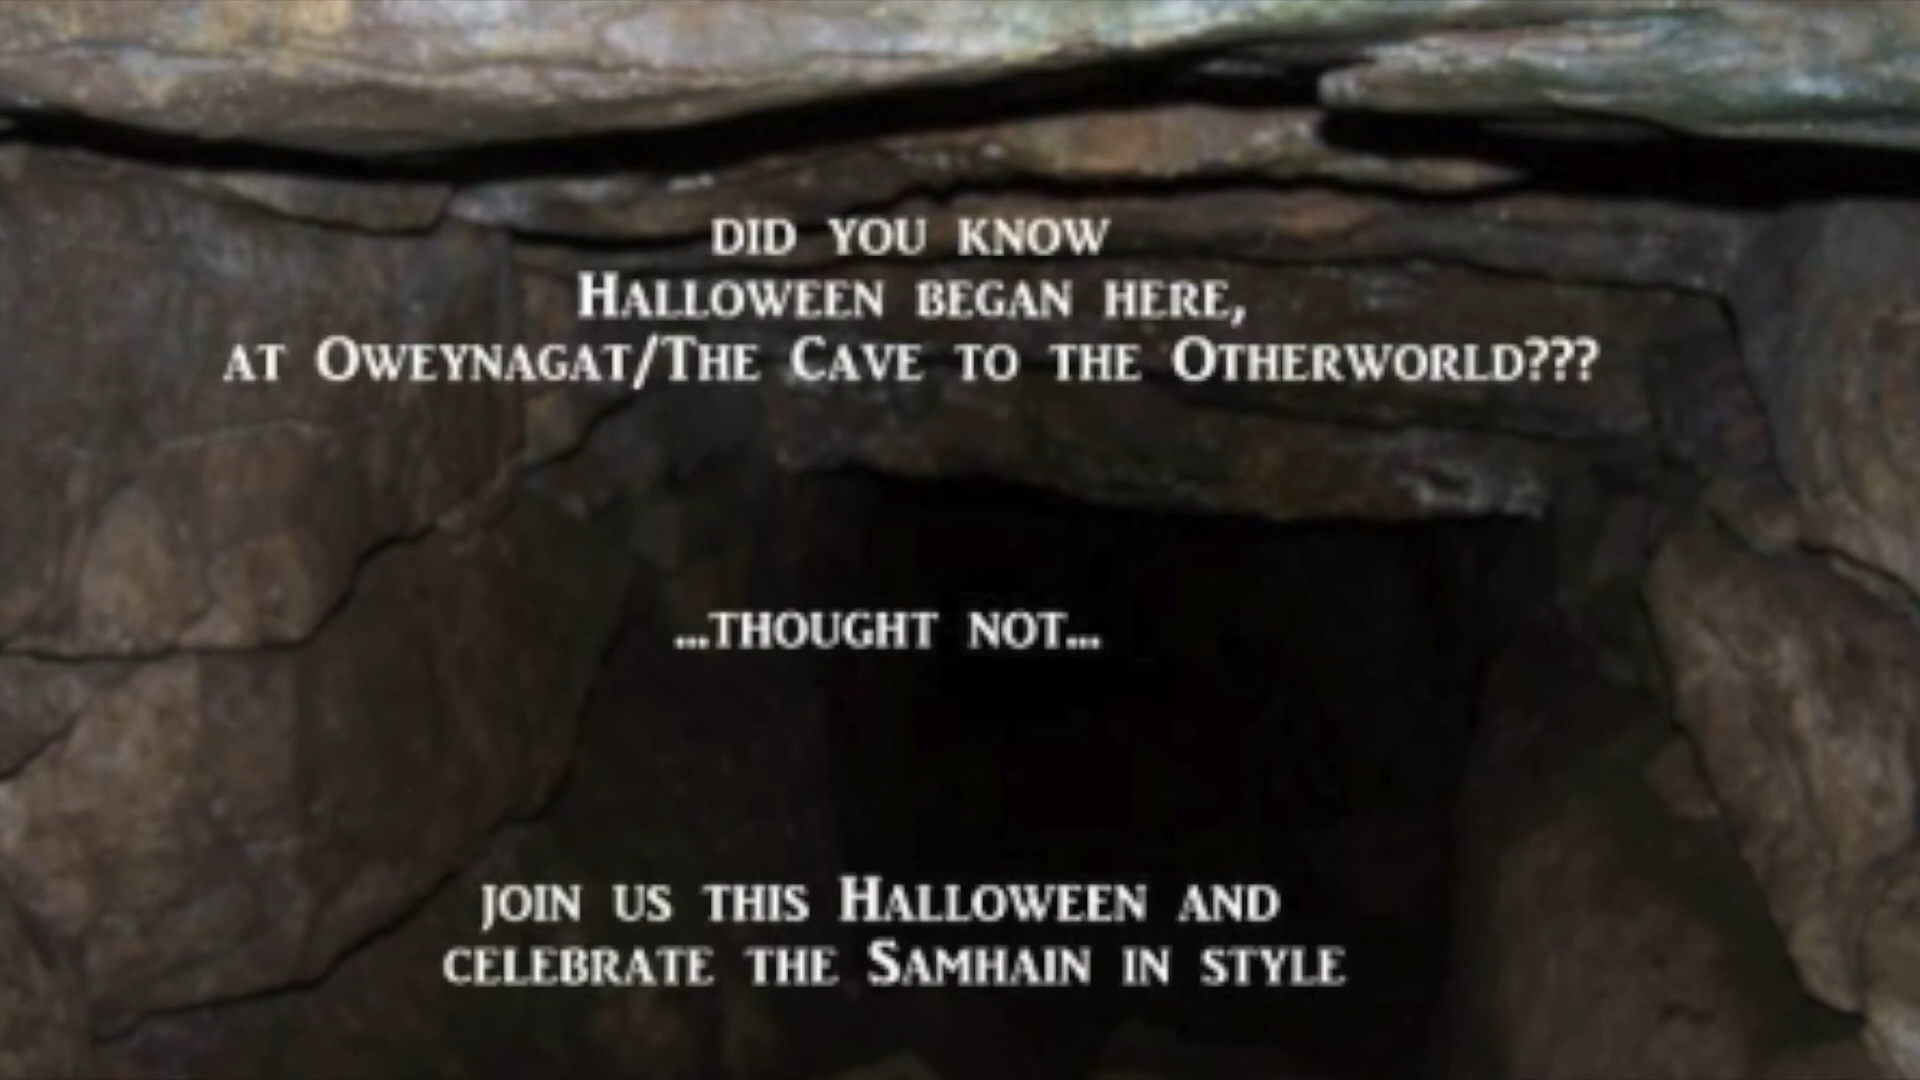 DID YOU KNOW
HALLOWEEN BEGAN HERE,
AT OWEYNAGAT/THE CAVE TO THE OTHERWORLD???
...THOUGHT NOT...
JOIN US THIS HALLOWEEN AND
CELEBRATE THE SAMHAIN IN STYLE